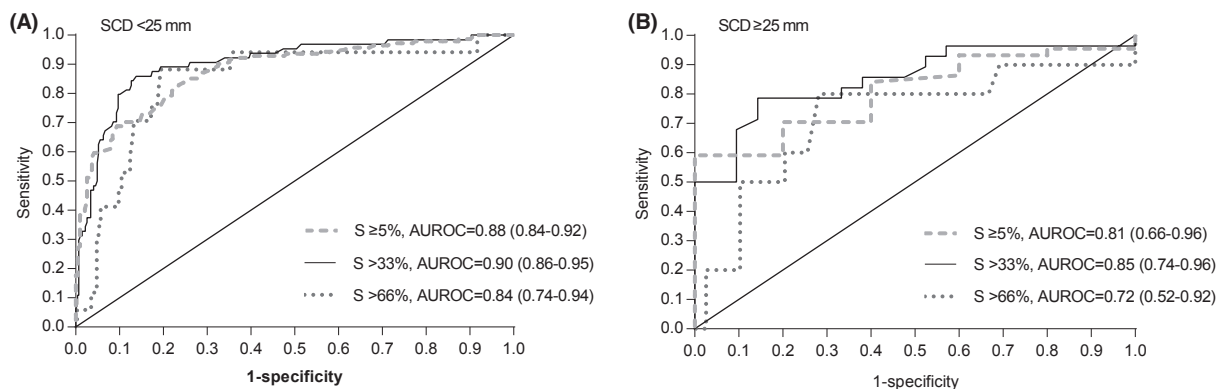 (A)
SCD <25 mm
1.0
0.9
0.8
0.7
0.6
0.5
0.4
0.3
0.2
0.1
0.0
Sensitivity
S ≥5%, AUROC=0.88 (0.84-0.92)
S >33%, AUROC=0.90 (0.86-0.95)
S >66%, AUROC=0.84 (0.74-0.94)
0.0 0.1 0.2 0.3 0.4 0.5 0.6 0.7 0.8 0.9 1.0
1-specificity
(B)
SCD ≥25 mm
1.0
0.9
0.8
0.7
0.6
0.5
0.4
0.3
0.2
0.1
0.0
Sensitivity
S ≥5%, AUROC=0.81 (0.66-0.96)
S >33%, AUROC=0.85 (0.74-0.96)
S >66%, AUROC=0.72 (0.52-0.92)
0.0 0.1 0.2 0.3 0.4 0.5 0.6 0.7 0.8 0.9 1.0
1-specificity